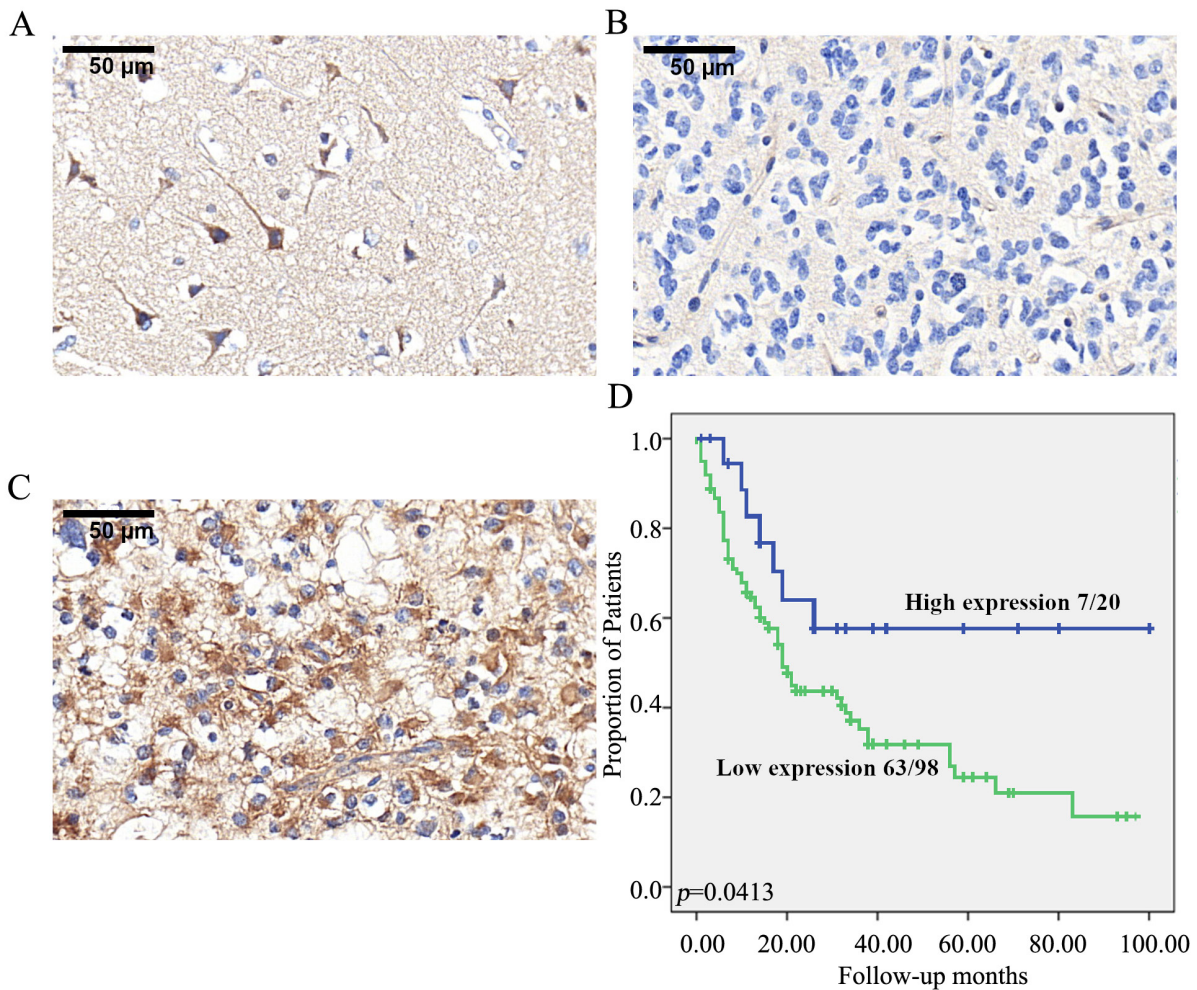 A
50 µm
B
50 µm
C
50 µm
D
1.0
0.8
0.6
0.4
0.2
0.0
Proportion of Patients
High expression 7/20
Low expression 63/98
p=0.0413
0.00 20.00 40.00 60.00 80.00 100.00
Follow-up months